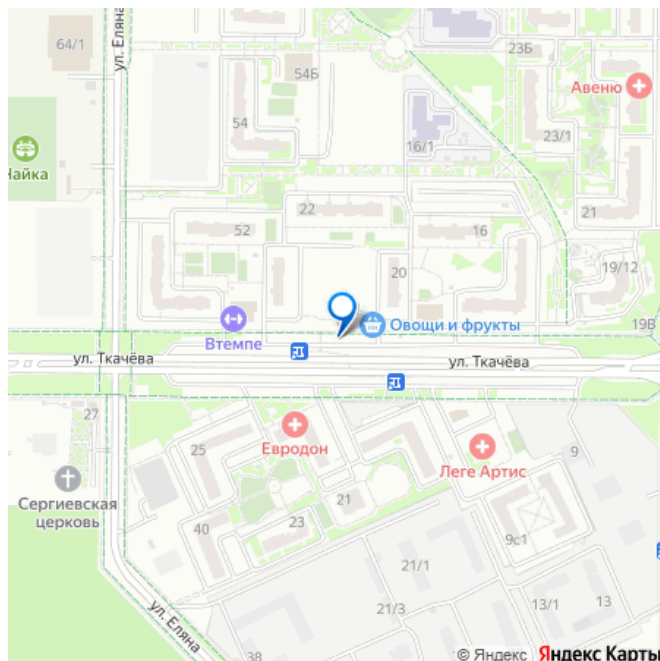 64/1
ул. Еляна
54Б
23Б
Авеню
54
16/1
23/1
Чайка
22
52
16
21
20
19/12
Втемпе
Овощи и фрукты
19В
ул. Ткачёва
ул. Ткачёва
27
25
Евродон
Леге Артис
9
Сергиевская
церковь
40
23
21
9с1
21/1
ул. Еляна
21/3
13/1
13
38
© Яндекс
Яндекс Карты